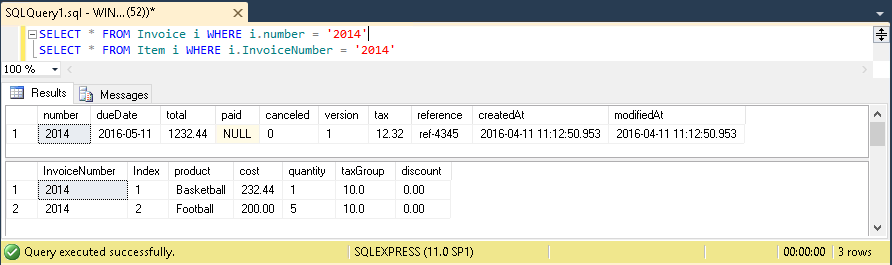 SQLQuery1.sql - WIN...(52))*
SELECT * FROM Invoice i WHERE i.number = '2014'
SELECT * FROM Item i WHERE i.InvoiceNumber = '2014'
100 %
Results Messages
number dueDate total paid canceled version tax reference createdAt modifiedAt
1 2014 2016-05-11 1232.44 NULL 0 1 12.32 ref-4345 2016-04-11 11:12:50.953 2016-04-11 11:12:50.953
InvoiceNumber Index product cost quantity taxGroup discount
1 2014 1 Basketball 232.44 1 10.0 0.00
2 2014 2 Football 200.00 5 10.0 0.00
Query executed successfully. SQLEXPRESS (11.0 SP1) 00:00:00 3 rows